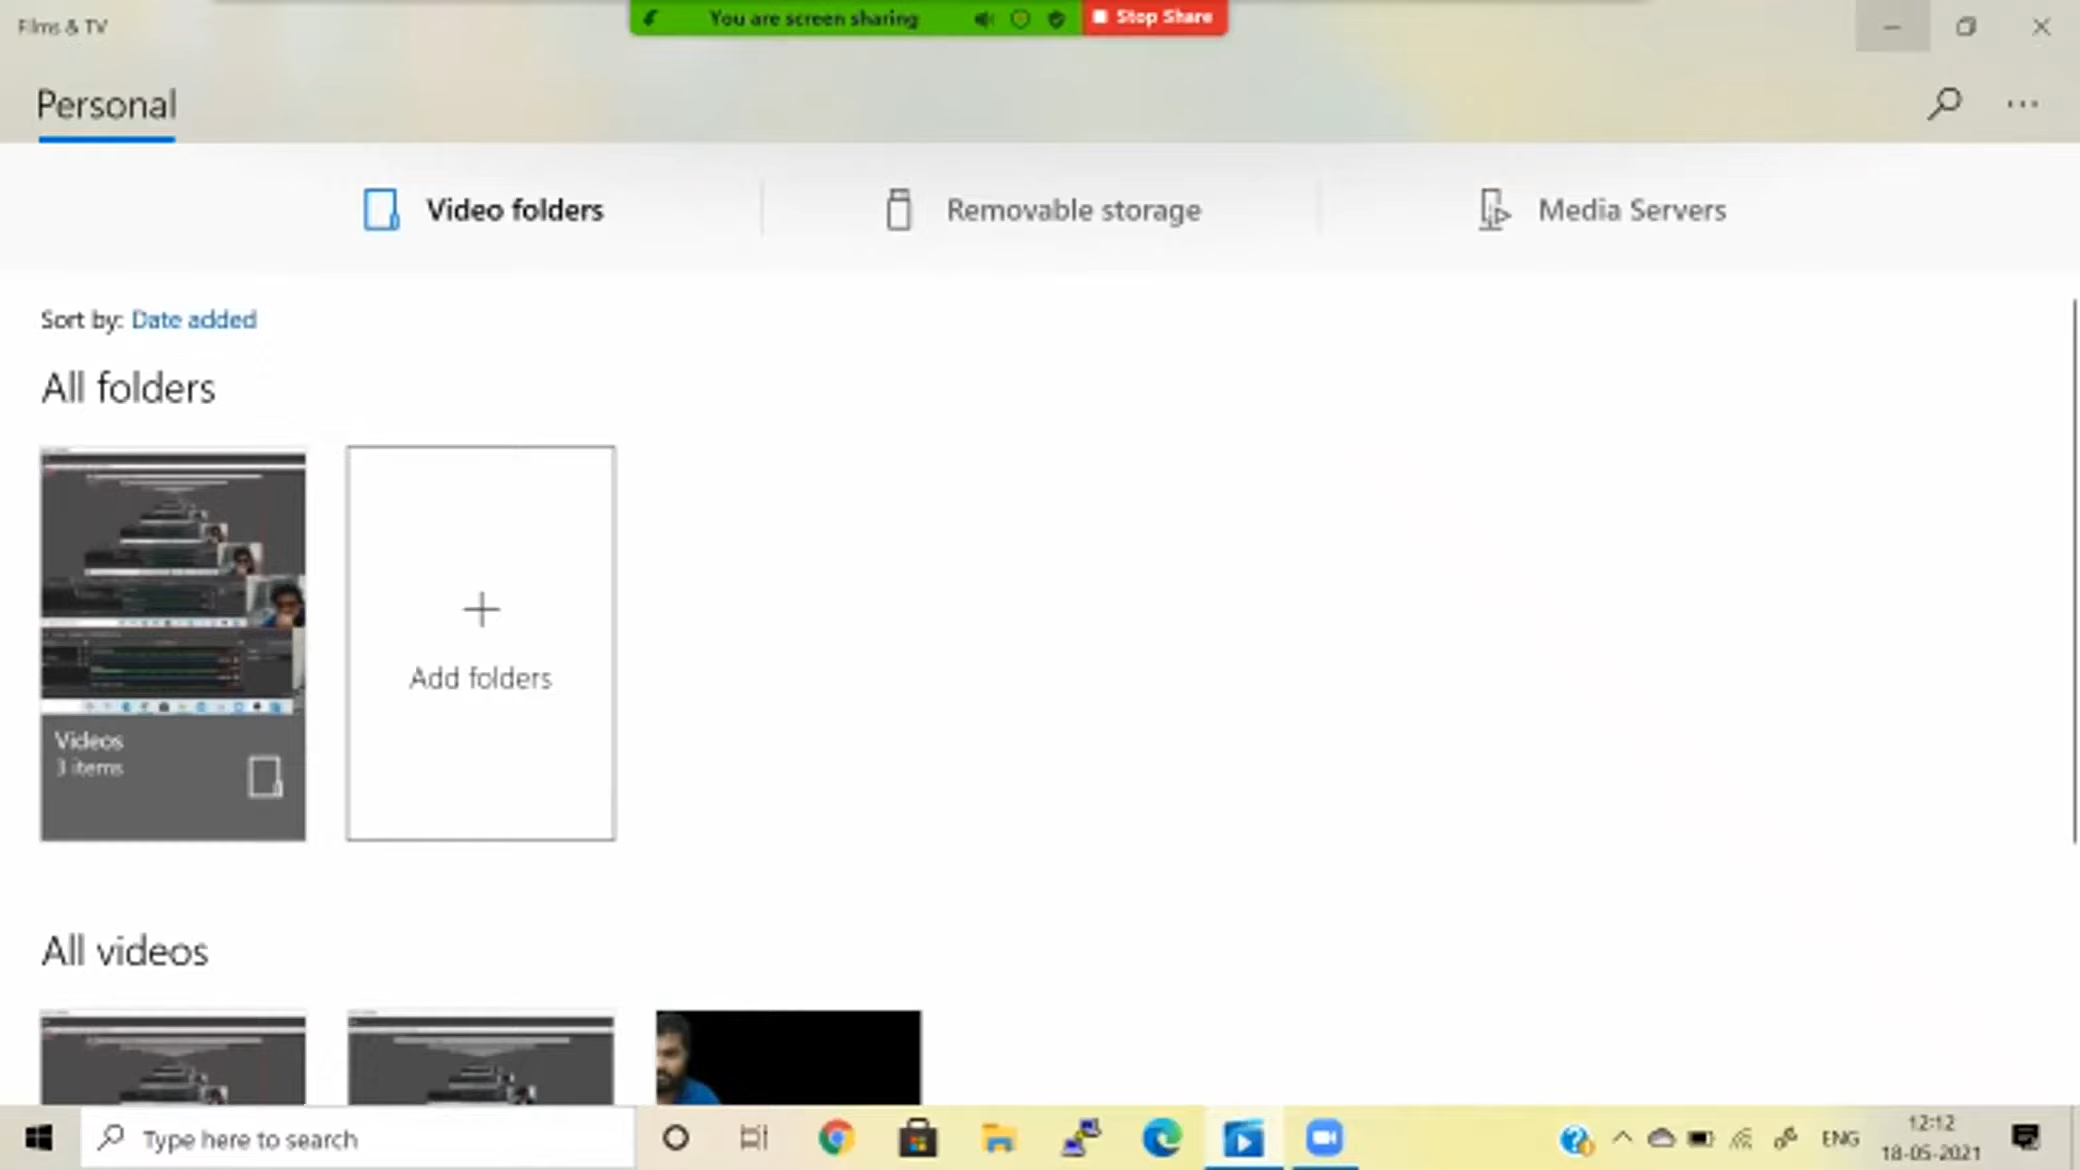 Films & TV
You are screen sharing
Stop Share
Personal
Video folders
Removable storage
Media Servers
Sort by: Date added
All folders
Videos
3 items
Add folders
All videos
Type here to search
ENG
12:12
18-05-2021